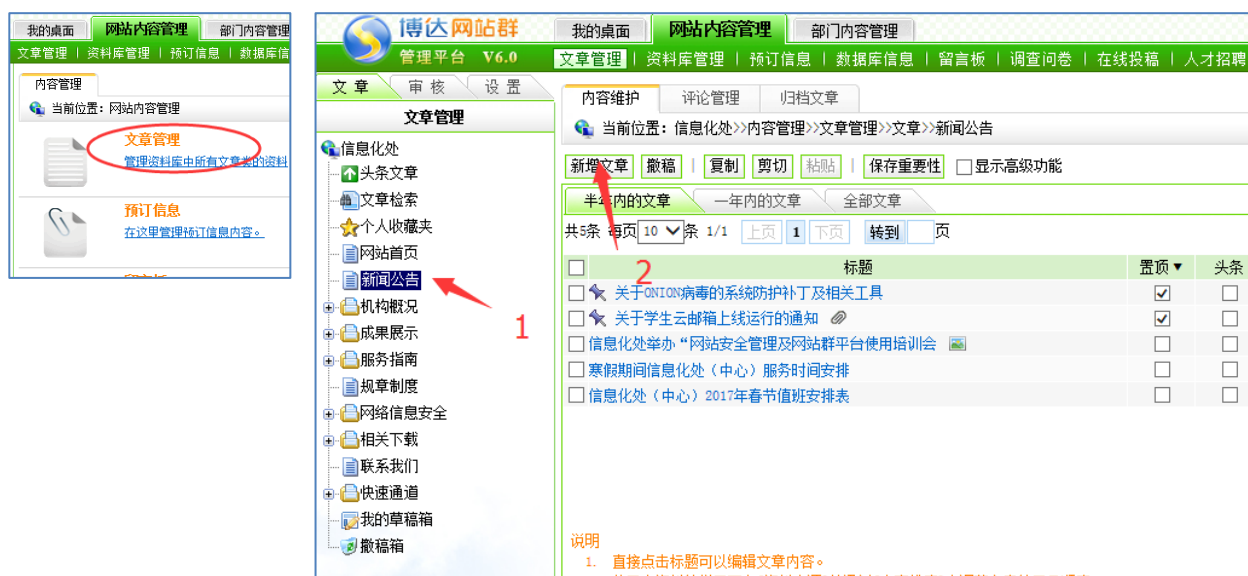 我的桌面 网站内容管理 部门内容管理
文章管理 | 资料库管理 | 预订信息 | 数据库信
内容管理
当前位置：网站内容管理
文章管理
管理资料库中所有文章类的资料
预订信息
在这里管理预订信息内容。
博达网站群
管理平台 V6.0
我的桌面 网站内容管理 部门内容管理
文章管理 | 资料库管理 | 预订信息 | 数据库信息 | 留言板 | 调查问卷 | 在线投稿 | 人才招聘
文章 审核 设置
文章管理
信息化处
头条文章
文章检索
个人收藏夹
网站首页
新闻公告
机构概况
成果展示
服务指南
规章制度
网络信息安全
相关下载
联系我们
快速通道
我的草稿箱
撤稿箱
1
内容维护 评论管理 归档文章
当前位置：信息化处>>内容管理>>文章管理>>文章>>新闻公告
新增文章 撤稿 | 复制 剪切 粘贴 | 保存重要性 显示高级功能
半年内的文章 一年内的文章 全部文章
共5条 每页 10 条 1/1 上页 1 下页 转到 页
2
标题 置顶▼ 头条
关于ONION病毒的系统防护补丁及相关工具
关于学生云邮箱上线运行的通知
信息化处举办“网站安全管理及网站群平台使用培训会
寒假期间信息化处（中心）服务时间安排
信息化处（中心）2017年春节值班安排表
说明
1. 直接点击标题可以编辑文章内容。